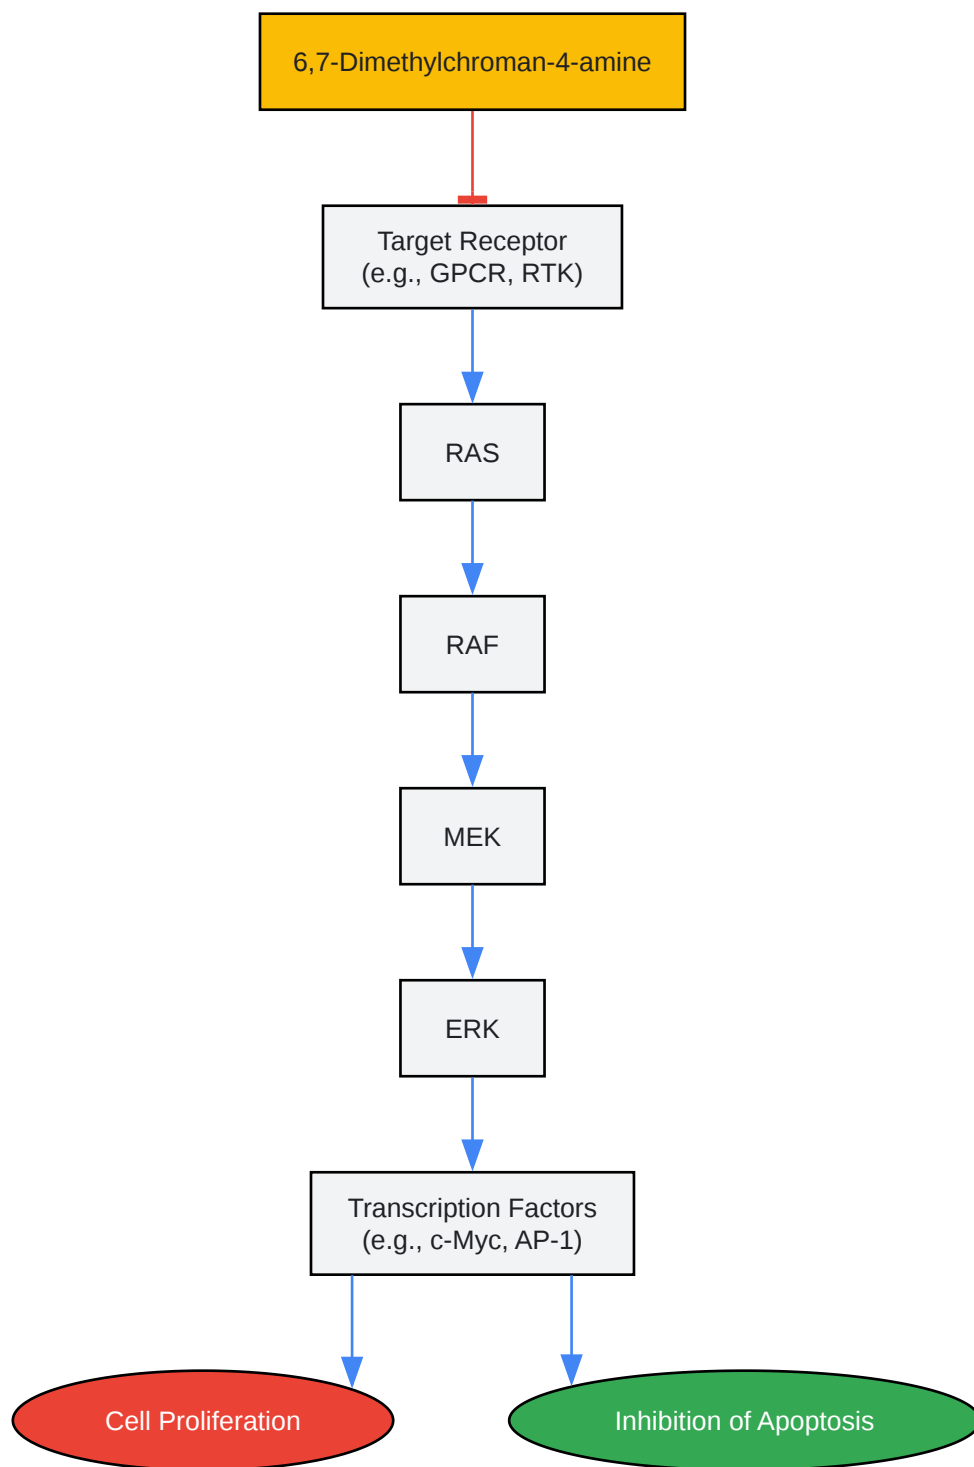 6,7-Dimethylchroman-4-amine
Target Receptor
(e.g., GPCR, RTK)
RAS
RAF
MEK
ERK
Transcription Factors
(e.g., c-Myc, AP-1)
Cell Proliferation
Inhibition of Apoptosis